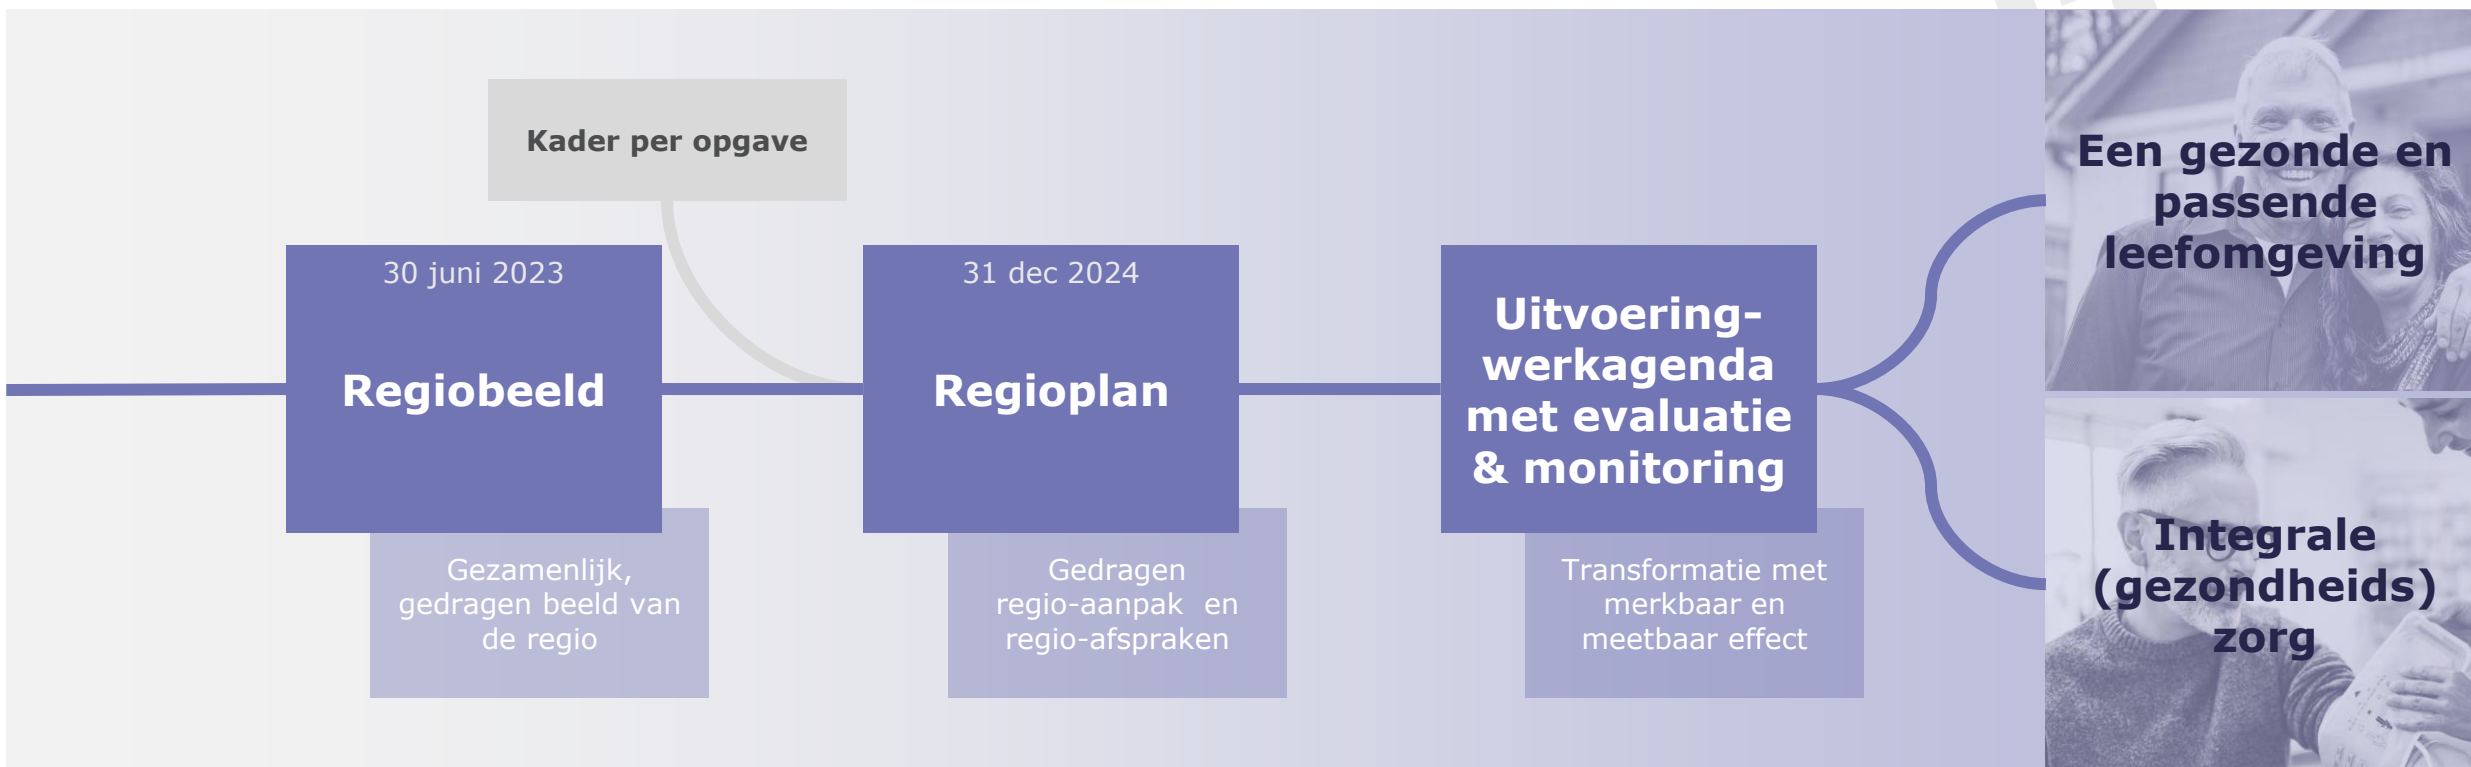 Kader per opgave
30 juni 2023
Regiobeeld
Gezamenlijk,
gedragen beeld van
de regio
31 dec 2024
Regioplan
Gedragen
regio-aanpak  en
regio-afspraken
Uitvoering-
werkagenda
met evaluatie
& monitoring
Transformatie met
merkbaar en
meetbaar effect
Een gezonde en
passende
leefomgeving
Integrale
(gezondheids)
zorg